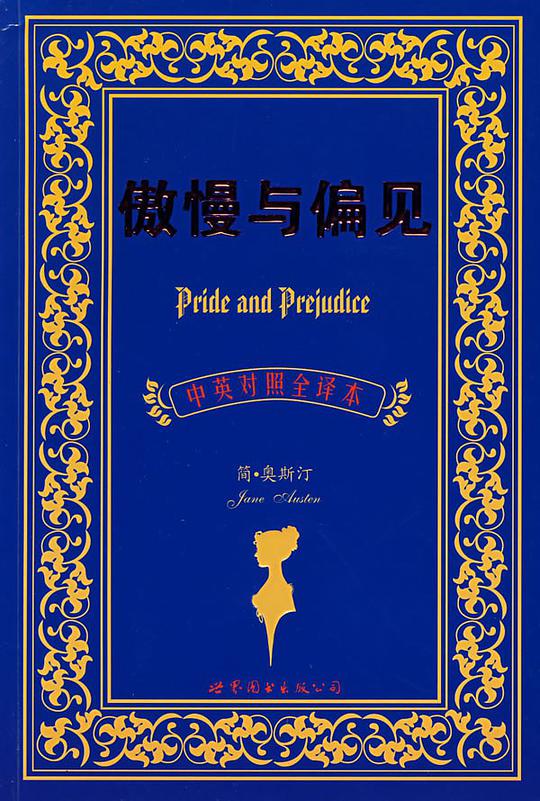 傲慢与偏见
Pride and Prejudice
中英对照全译本
简·奥斯汀
Jane Austen
世界图书出版公司